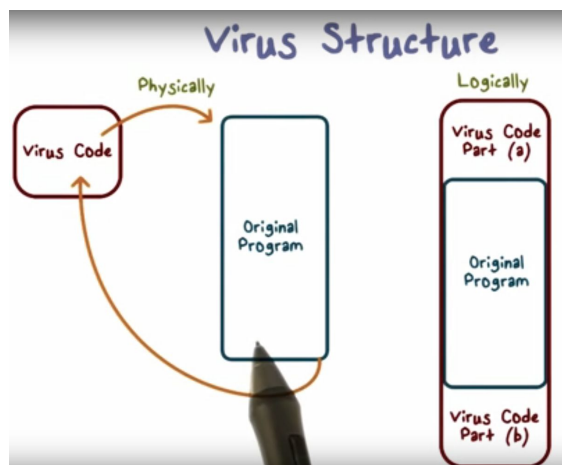 Virus Structure
Physically
Logically
Virus Code
Original
Program
Virus Code
Part (a)
Original
Program
Virus Code
Part (b)